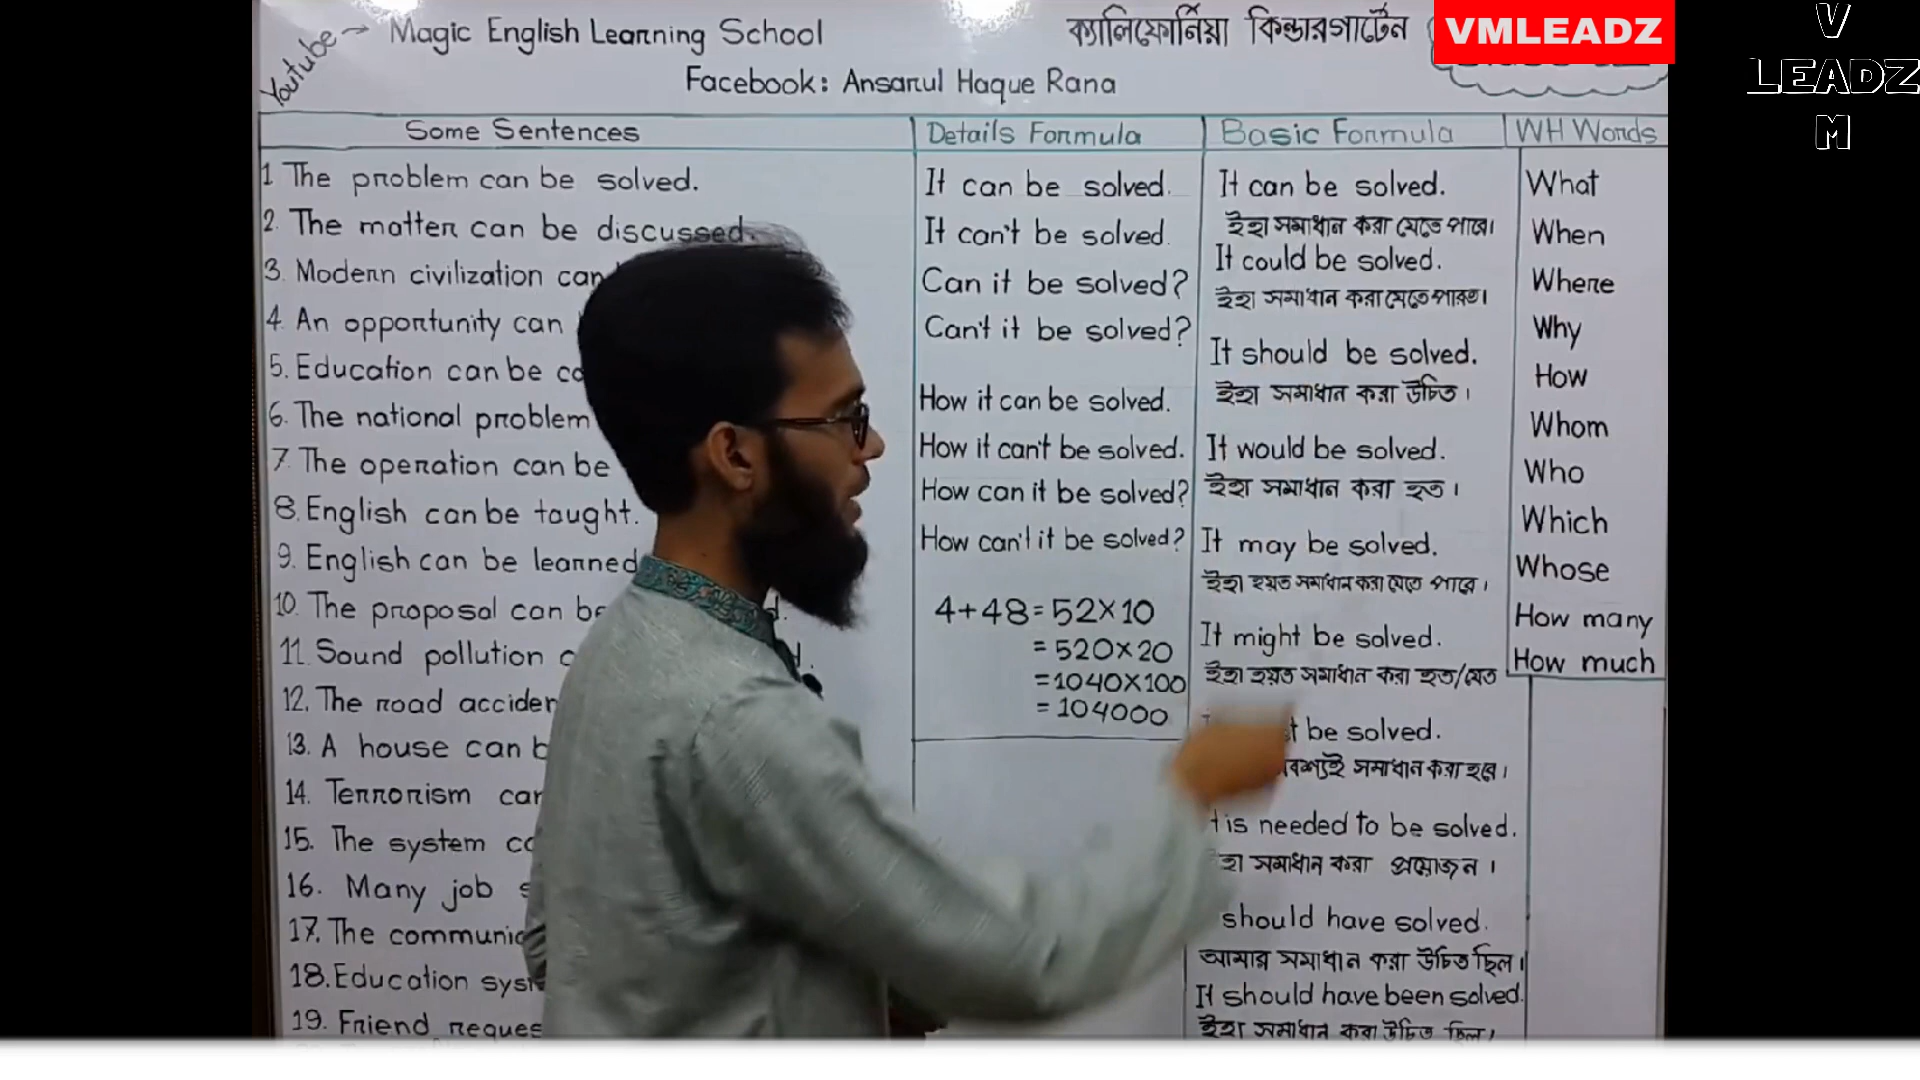 Youtube → Magic English Learning School
ক্যালিফোর্নিয়া কিন্ডারগার্টেন
VMLEADZ
V
LEADZ
M
Facebook: Ansarul Haque Rana
Some Sentences
1 The problem can be solved.
2. The matter can be discussed.
3. Modern civilization can
4. An opportunity can
5. Education can be
6. The national problem
7. The operation can be
8. English can be taught.
9. English can be learned
10. The proposal can be
11. Sound pollution
12. The road
13. A house can
14. Terrorism
15. The system
16. Many job
17. The
18. Education
19. Friend
Details Formula
It can be solved.
It can't be solved.
Can it be solved?
Can't it be solved?
How it can be solved.
How it can't be solved.
How can it be solved?
How can't it be solved?
4+48=52×10
=520×20
=1040×100
=104000
Basic Formula
It can be solved.
ইহা সমাধান করা যেতে পারে।
It could be solved.
ইহা সমাধান করা যেতে পারত।
It should be solved.
ইহা সমাধান করা উচিত।
It would be solved.
ইহা সমাধান করা হত।
It may be solved.
ইহা হয়ত সমাধান করা যেতে পারে।
It might be solved.
ইহা হয়ত সমাধান করা হত/যেত
be solved.
সমাধান করা হবে।
is needed to be solved.
সমাধান করা প্রয়োজন।
should have solved.
আমার সমাধান করা উচিত ছিল।
It should have been solved.
ইহা সমাধান করা উচিত ছিল।
WH Words
What
When
Where
Why
How
Whom
Who
Which
Whose
How many
How much